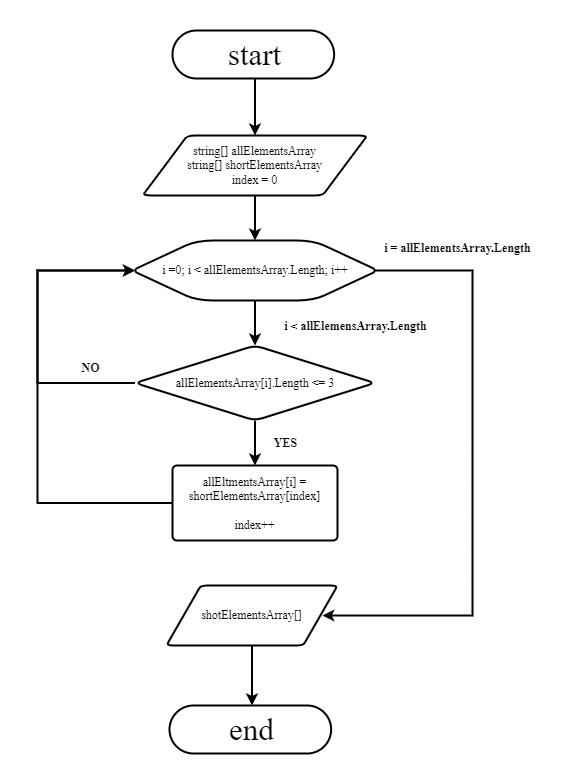 start
string[] allElementsArray
string[] shortElementsArray
index = 0
i = allElementsArray.Length
i =0; i < allElementsArray.Length; i++
i < allElemensArray.Length
NO
allElementsArray[i].Length <= 3
YES
allEltmentsArray[i] =
shortElementsArray[index]
index++
shotElementsArray[]
end